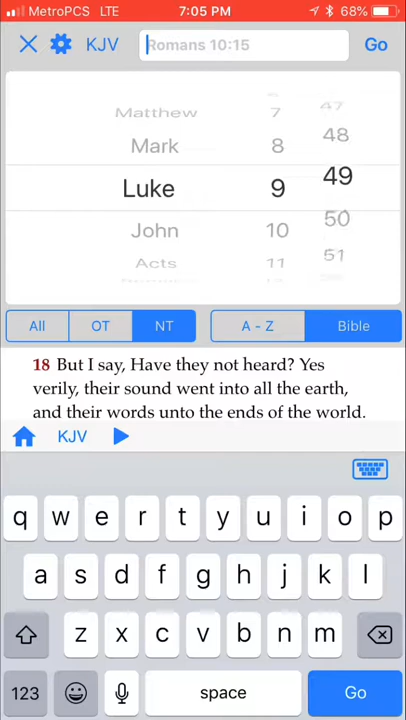 MetroPCS LTE 7:05 PM 68%
KJV Romans 10:15 Go
47
Matthew 7
Mark 8 48
Luke 9 49
John 10 50
Acts 11 51
All OT NT A - Z Bible
18 But I say, Have they not heard? Yes
verily, their sound went into all the earth,
and their words unto the ends of the world.
KJV
q w e r t y u i o p
a s d f g h j k l
z x c v b n m
123 space Go